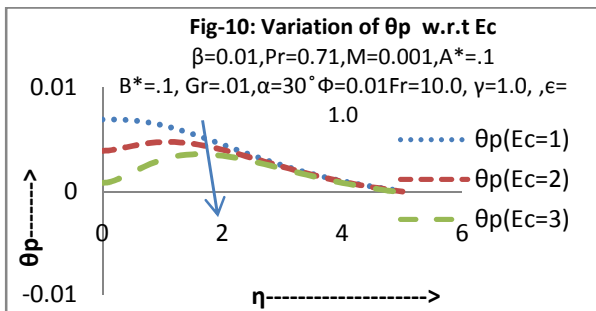 Fig-10: Variation of θp w.r.t Ec
β=0.01,Pr=0.71,M=0.001,A*=.1
B*=.1, Gr=.01,α=30˚Φ=0.01Fr=10.0, γ=1.0, ,ϵ=
1.0
0.01
0
-0.01
θp-------->
0 2 4 6
η--------------------->
θp(Ec=1)
θp(Ec=2)
θp(Ec=3)